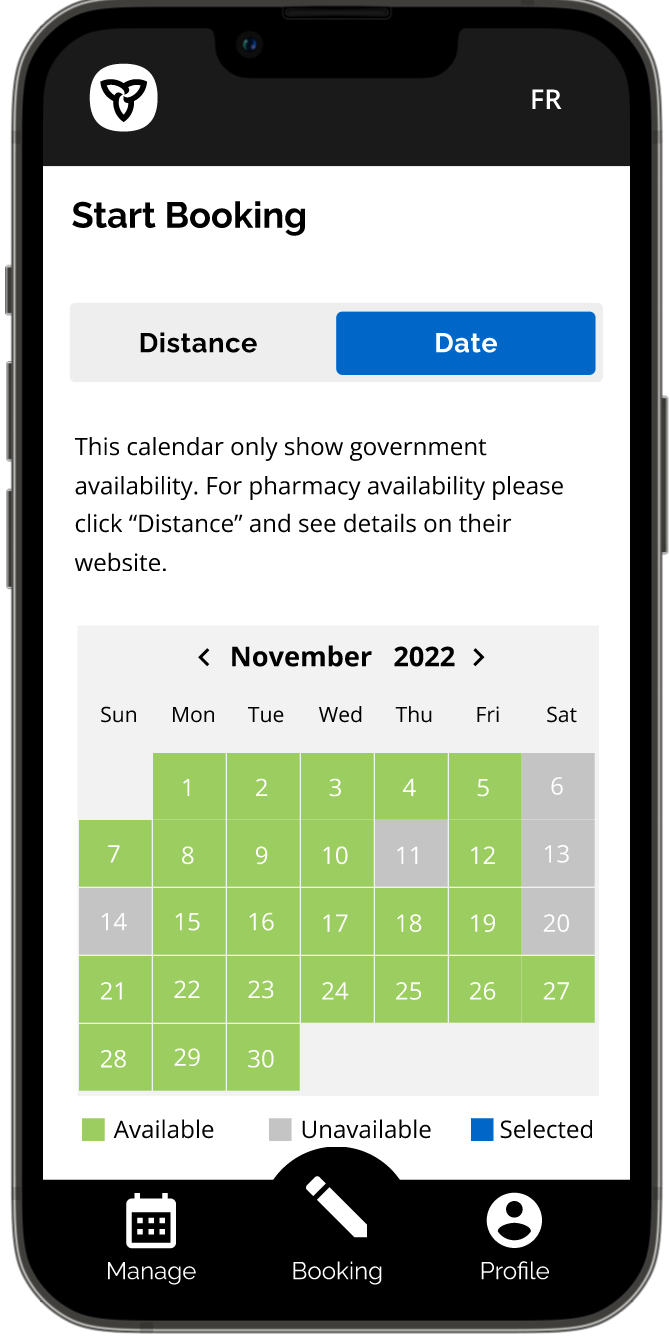 FR
Start Booking
Distance Date
This calendar only show government
availability. For pharmacy availability please
click “Distance” and see details on their
website.
November 2022
Sun Mon Tue Wed Thu Fri Sat
1 2 3 4 5 6
7 8 9 10 11 12 13
14 15 16 17 18 19 20
21 22 23 24 25 26 27
28 29 30
Available Unavailable Selected
Manage Booking Profile